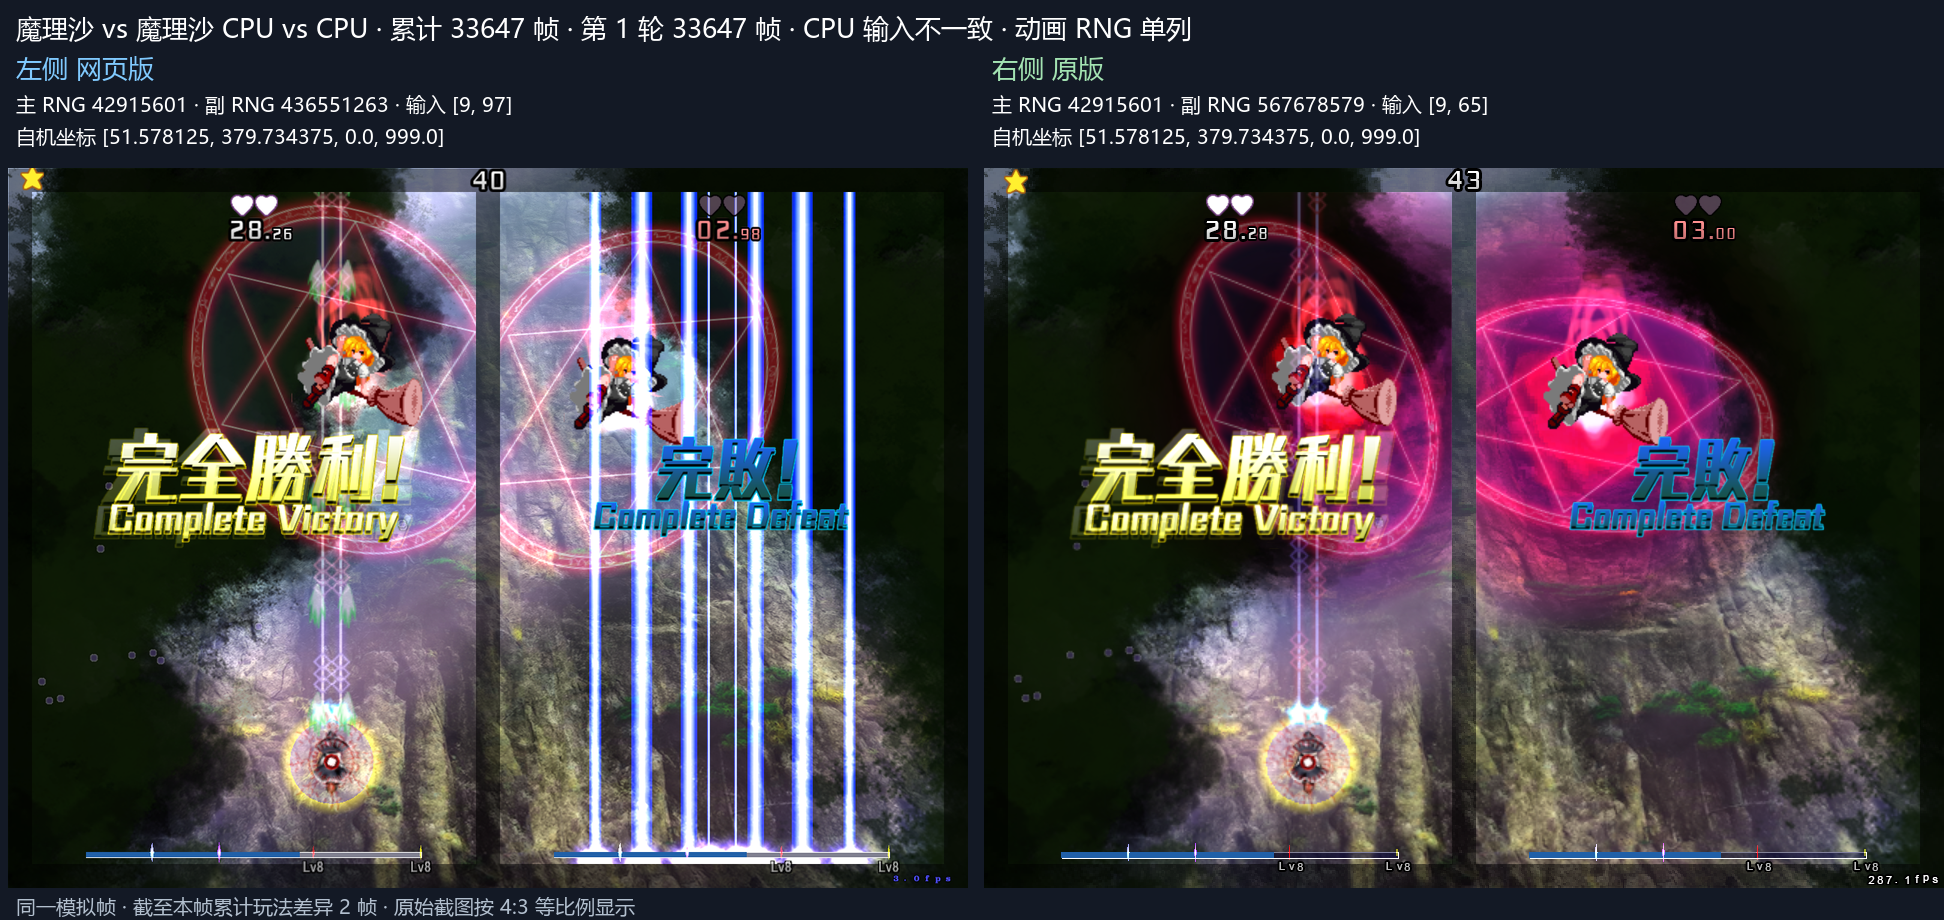 魔理沙 vs 魔理沙 CPU vs CPU · 累计 33647 帧 · 第 1 轮 33647 帧 · CPU 输入不一致 · 动画 RNG 单列
左侧 网页版
主 RNG 42915601 · 副 RNG 436551263 · 输入 [9, 97]
自机坐标 [51.578125, 379.734375, 0.0, 999.0]
40
28.26
02.98
完全勝利!
Complete Victory
完敗!
Complete Defeat
Lv8
Lv8
Lv8
Lv8
3.0fps
右侧 原版
主 RNG 42915601 · 副 RNG 567678579 · 输入 [9, 65]
自机坐标 [51.578125, 379.734375, 0.0, 999.0]
43
28.28
03.00
完全勝利!
Complete Victory
完敗!
Complete Defeat
Lv8
Lv8
Lv8
Lv8
287.1fps
同一模拟帧 · 截至本帧累计玩法差异 2 帧 · 原始截图按 4:3 等比例显示